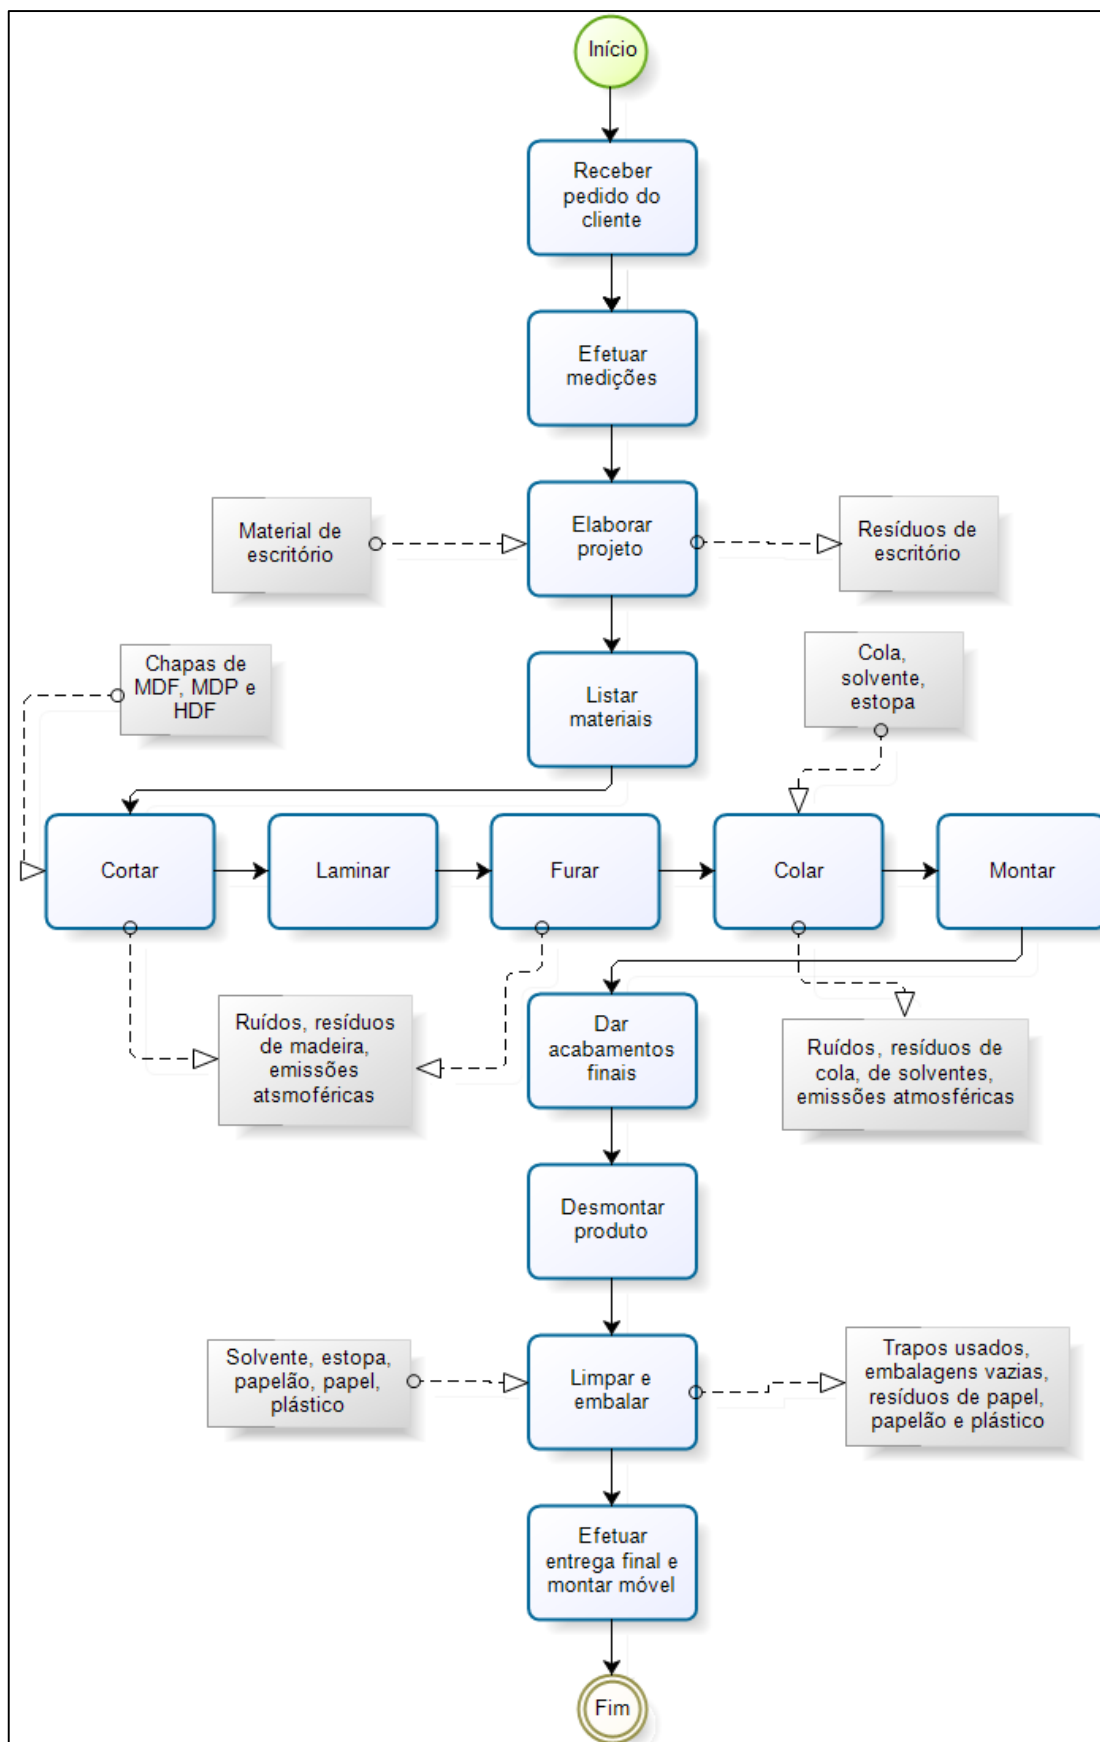 Início
Receber
pedido do
cliente
Efetuar
medições
Material de
escritório
Elaborar
projeto
Resíduos de
escritório
Chapas de
MDF, MDP e
HDF
Listar
materiais
Cola,
solvente,
estopa
Cortar
Laminar
Furar
Colar
Montar
Ruídos, resíduos
de madeira,
emissões
atsmoféricas
Dar
acabamentos
finais
Ruídos, resíduos de
cola, de solventes,
emissões atmosféricas
Desmontar
produto
Solvente, estopa,
papelão, papel,
plástico
Limpar e
embalar
Trapos usados,
embalagens vazias,
resíduos de papel,
papelão e plástico
Efetuar
entrega final e
montar móvel
Fim